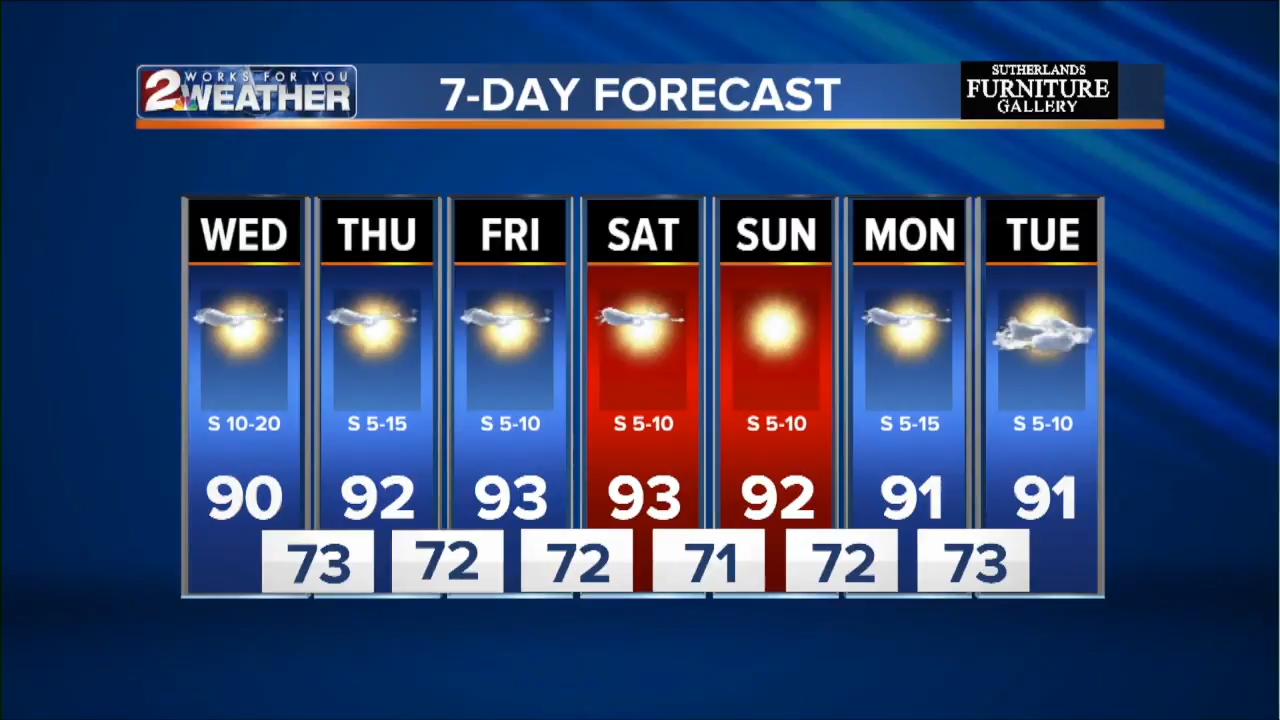 2 WORKS FOR YOU
WEATHER
7-DAY FORECAST
SUTHERLANDS
FURNITURE
GALLERY
WED THU FRI SAT SUN MON TUE
S 10-20 S 5-15 S 5-10 S 5-10 S 5-10 S 5-15 S 5-10
90 92 93 93 92 91 91
73 72 72 71 72 73